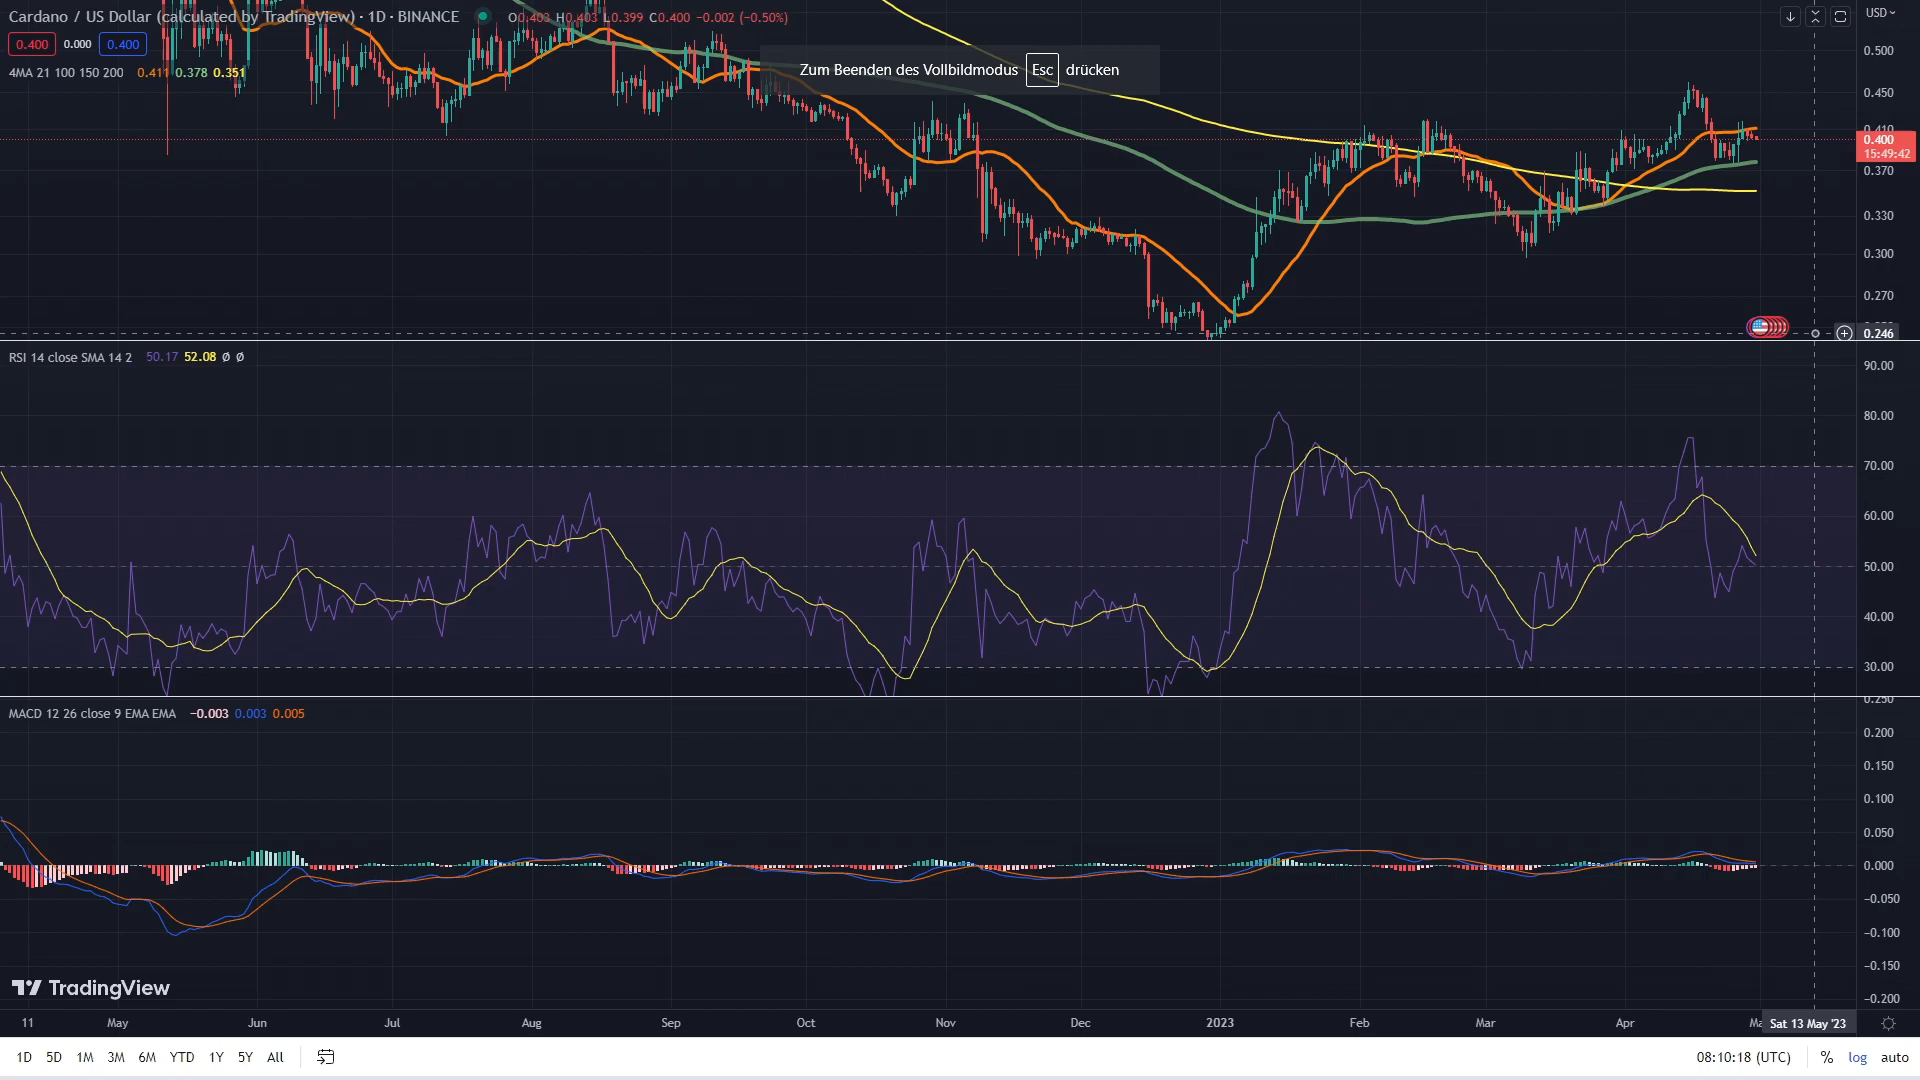 Cardano / US Dollar (calculated by TradingView) · 1D · BINANCE O0.403 H0.403 L0.399 C0.400 −0.002 (−0.50%)
USD
0.400 0.000 0.400
4MA 21 100 150 200 0.411 0.378 0.351
Zum Beenden des Vollbildmodus Esc drücken
0.500
0.450
0.410
0.400
15:49:42
0.370
0.330
0.300
0.270
0.246
RSI 14 close SMA 14 2 50.17 52.08 ø ø
90.00
80.00
70.00
60.00
50.00
40.00
30.00
0.250
MACD 12 26 close 9 EMA EMA −0.003 0.003 0.005
0.200
0.150
0.100
0.050
0.000
−0.050
−0.100
−0.150
−0.200
TradingView
11 May Jun Jul Aug Sep Oct Nov Dec 2023 Feb Mar Apr Sat 13 May '23
1D 5D 1M 3M 6M YTD 1Y 5Y All 08:10:18 (UTC) % log auto